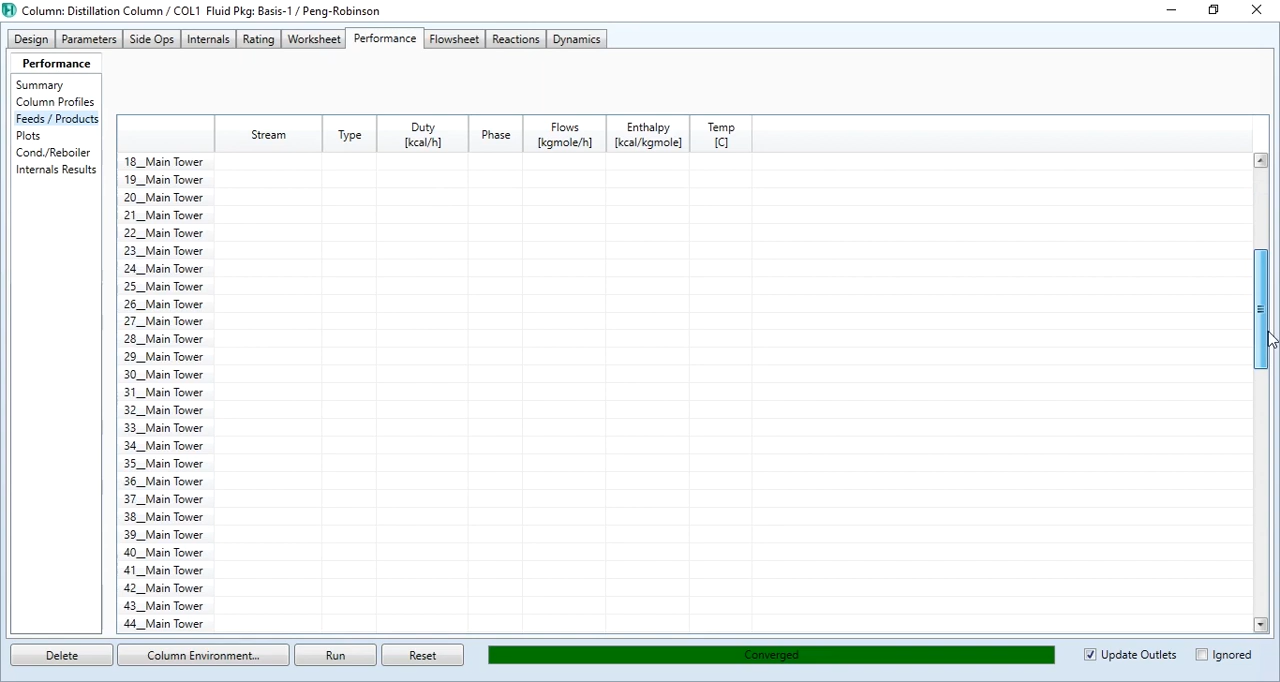 Column: Distillation Column / COL1 Fluid Pkg: Basis-1 / Peng-Robinson
Design Parameters Side Ops Internals Rating Worksheet Performance Flowsheet Reactions Dynamics
Performance
Summary
Column Profiles
Feeds / Products
Plots
Cond./Reboiler
Internals Results
Stream Type Duty [kcal/h] Phase Flows [kgmole/h] Enthalpy [kcal/kgmole] Temp [C]
18__Main Tower
19__Main Tower
20__Main Tower
21__Main Tower
22__Main Tower
23__Main Tower
24__Main Tower
25__Main Tower
26__Main Tower
27__Main Tower
28__Main Tower
29__Main Tower
30__Main Tower
31__Main Tower
32__Main Tower
33__Main Tower
34__Main Tower
35__Main Tower
36__Main Tower
37__Main Tower
38__Main Tower
39__Main Tower
40__Main Tower
41__Main Tower
42__Main Tower
43__Main Tower
44__Main Tower
Delete Column Environment... Run Reset Converged Update Outlets Ignored